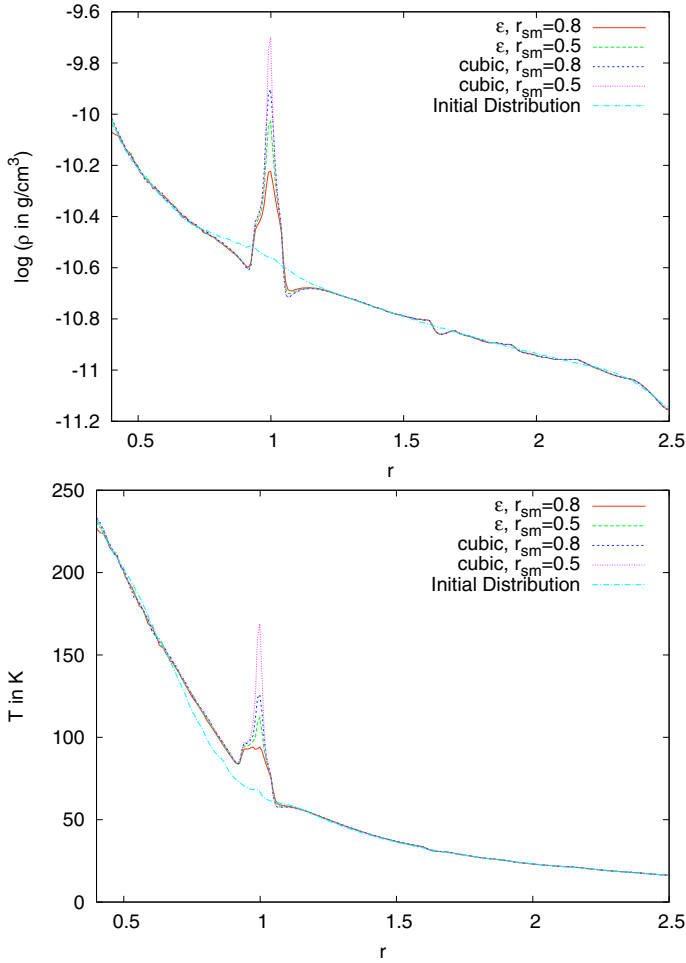 ε, r_sm=0.8
ε, r_sm=0.5
cubic, r_sm=0.8
cubic, r_sm=0.5
Initial Distribution
-9.6
-9.8
-10
-10.2
-10.4
-10.6
-10.8
-11
-11.2
log (ρ in g/cm³)
0.5
1
1.5
2
2.5
r
ε, r_sm=0.8
ε, r_sm=0.5
cubic, r_sm=0.8
cubic, r_sm=0.5
Initial Distribution
250
200
150
100
50
0
T in K
0.5
1
1.5
2
2.5
r